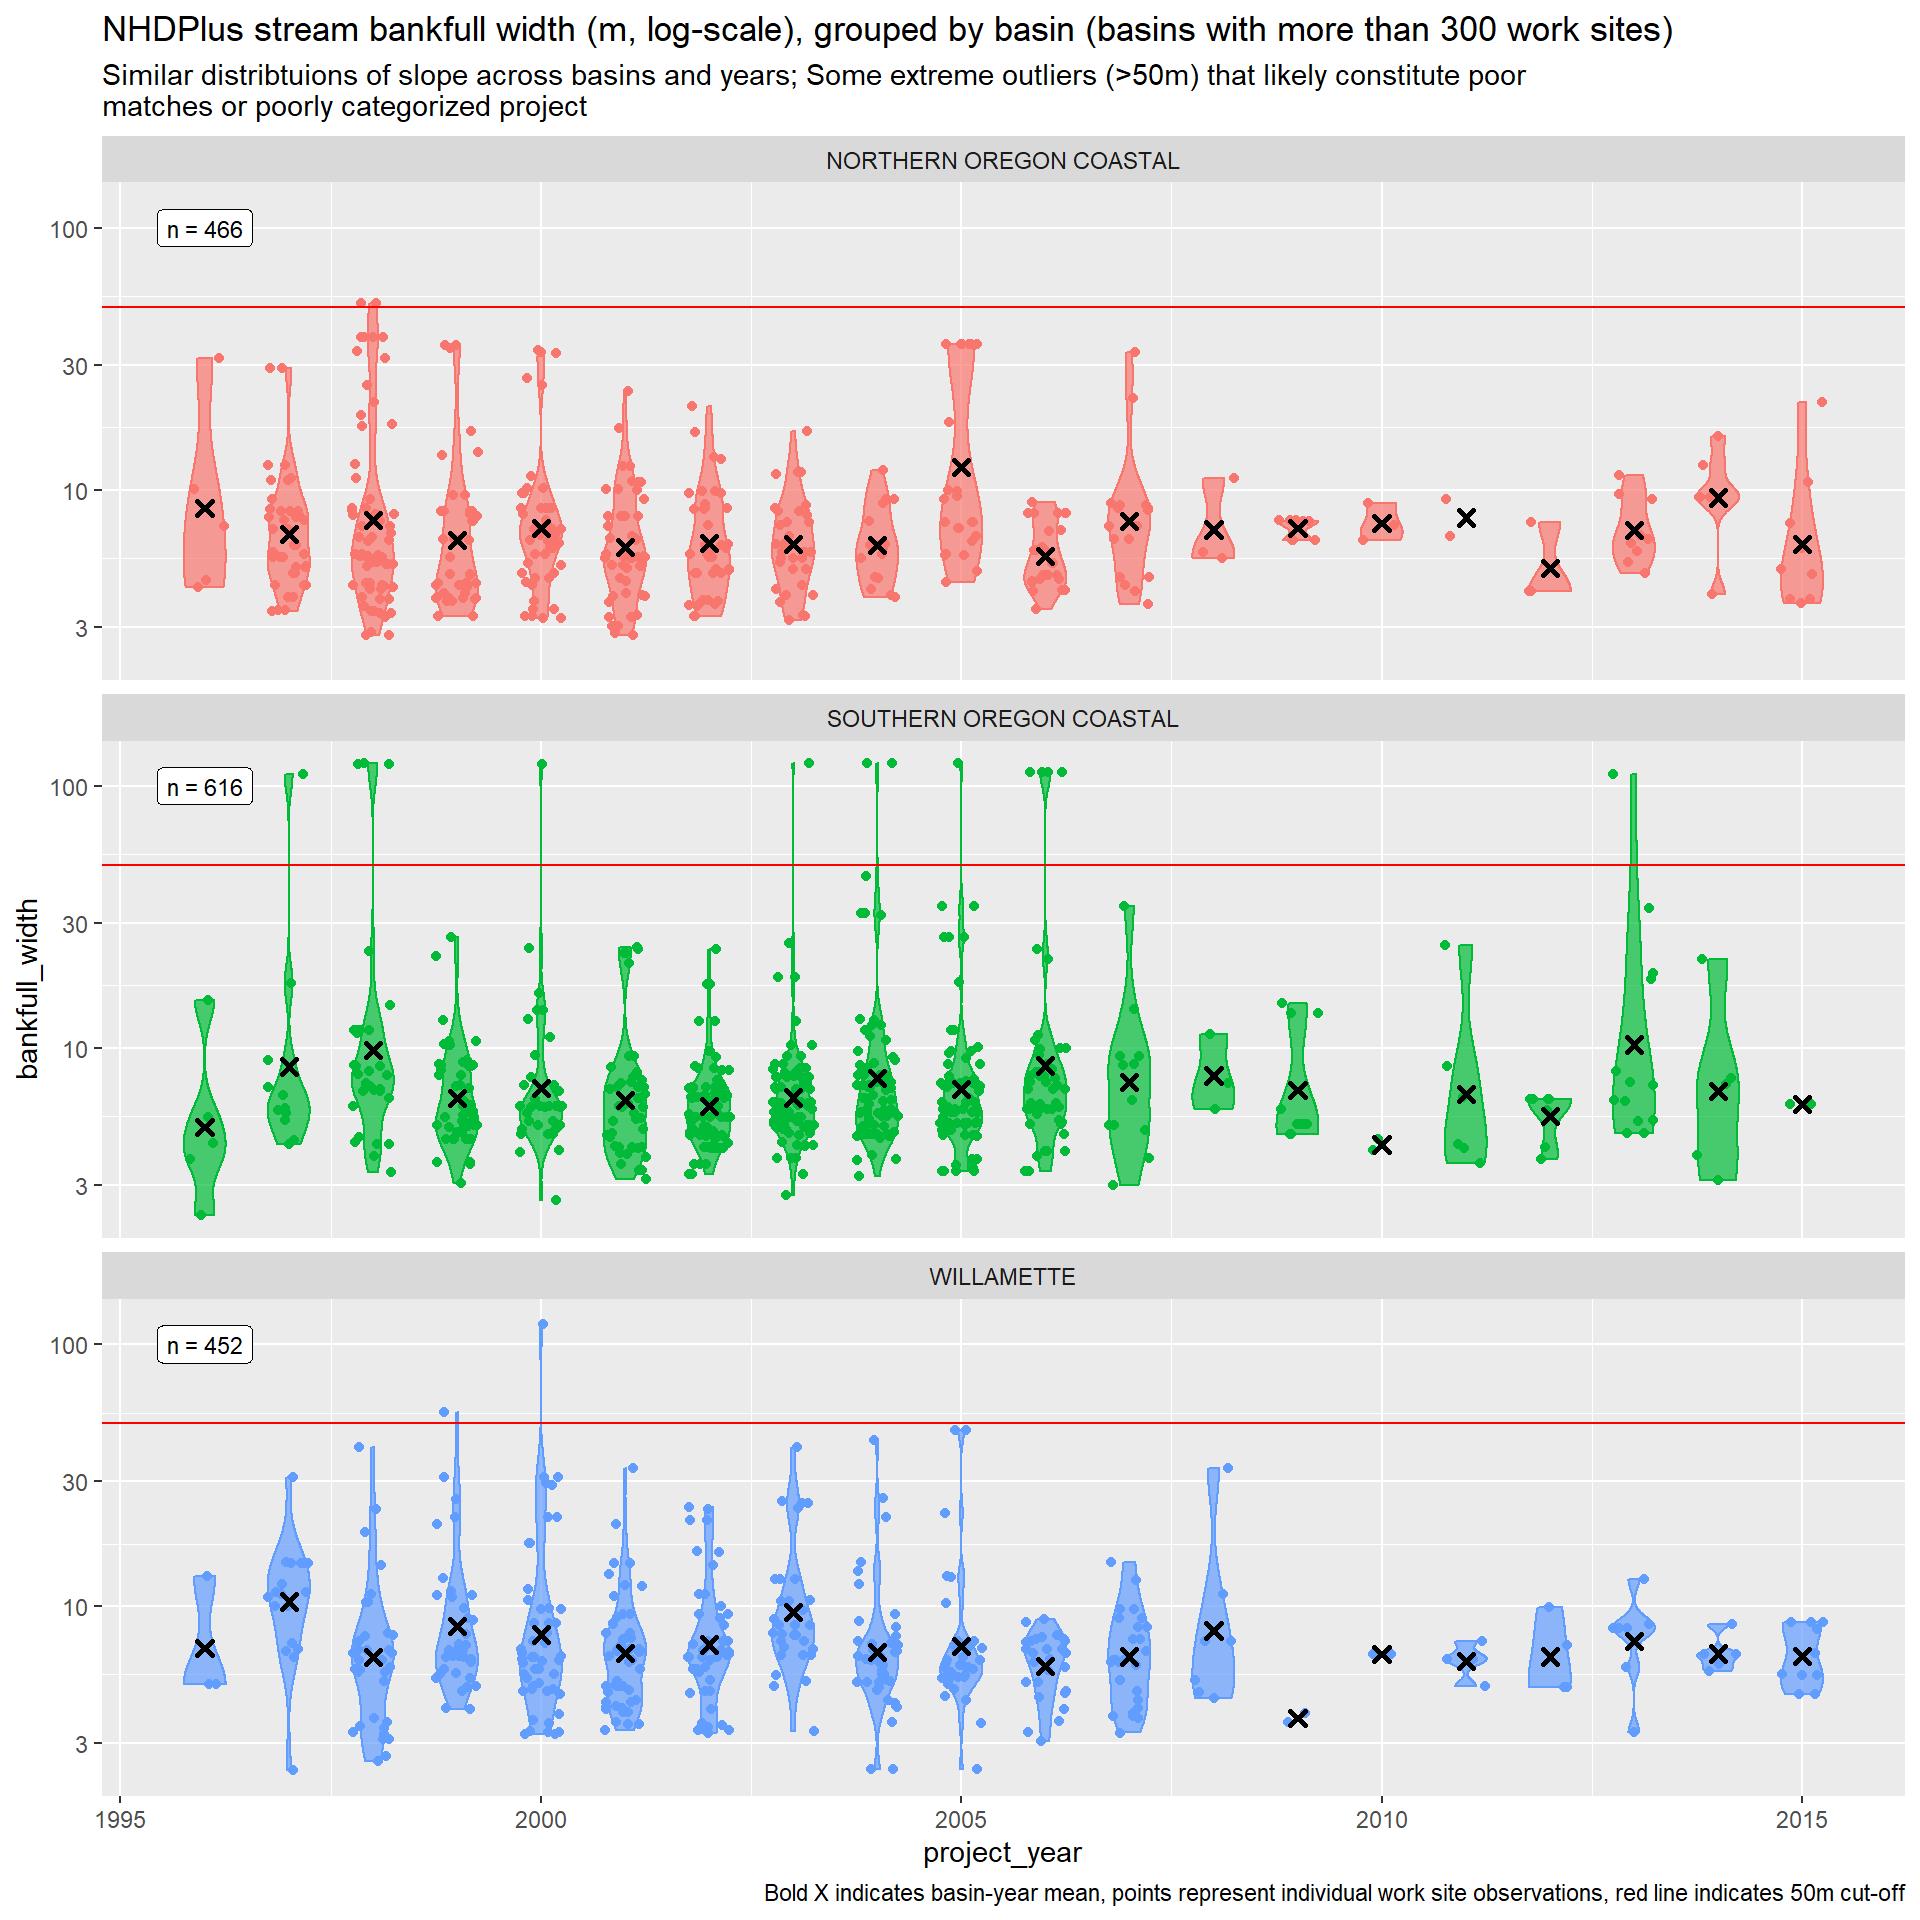 NHDPlus stream bankfull width (m, log-scale), grouped by basin (basins with more than 300 work sites)
Similar distribtuions of slope across basins and years; Some extreme outliers (>50m) that likely constitute poor
matches or poorly categorized project
NORTHERN OREGON COASTAL
n = 466
100
30
10
3
SOUTHERN OREGON COASTAL
n = 616
100
30
10
3
bankfull_width
WILLAMETTE
n = 452
100
30
10
3
1995
2000
2005
2010
2015
project_year
Bold X indicates basin-year mean, points represent individual work site observations, red line indicates 50m cut-off